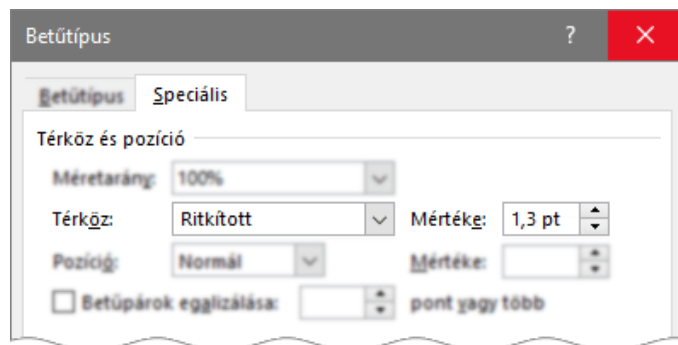 Betűtípus ?
Betűtípus Speciális
Térköz és pozíció
Méretarány: 100%
Térköz: Ritkított Mértéke: 1,3 pt
Pozíció: Normál Mértéke:
Betűpárok egalizálása: pont vagy több